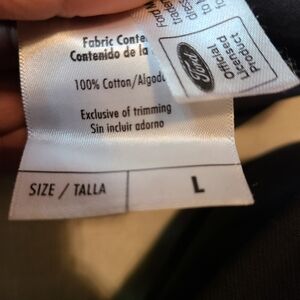 Fabric Conte
Contenido de la
100% Cotton/Algod
Exclusive of trimming
Sin incluir adorno
SIZE / TALLA
L
Ford
Official
Licensed
Product